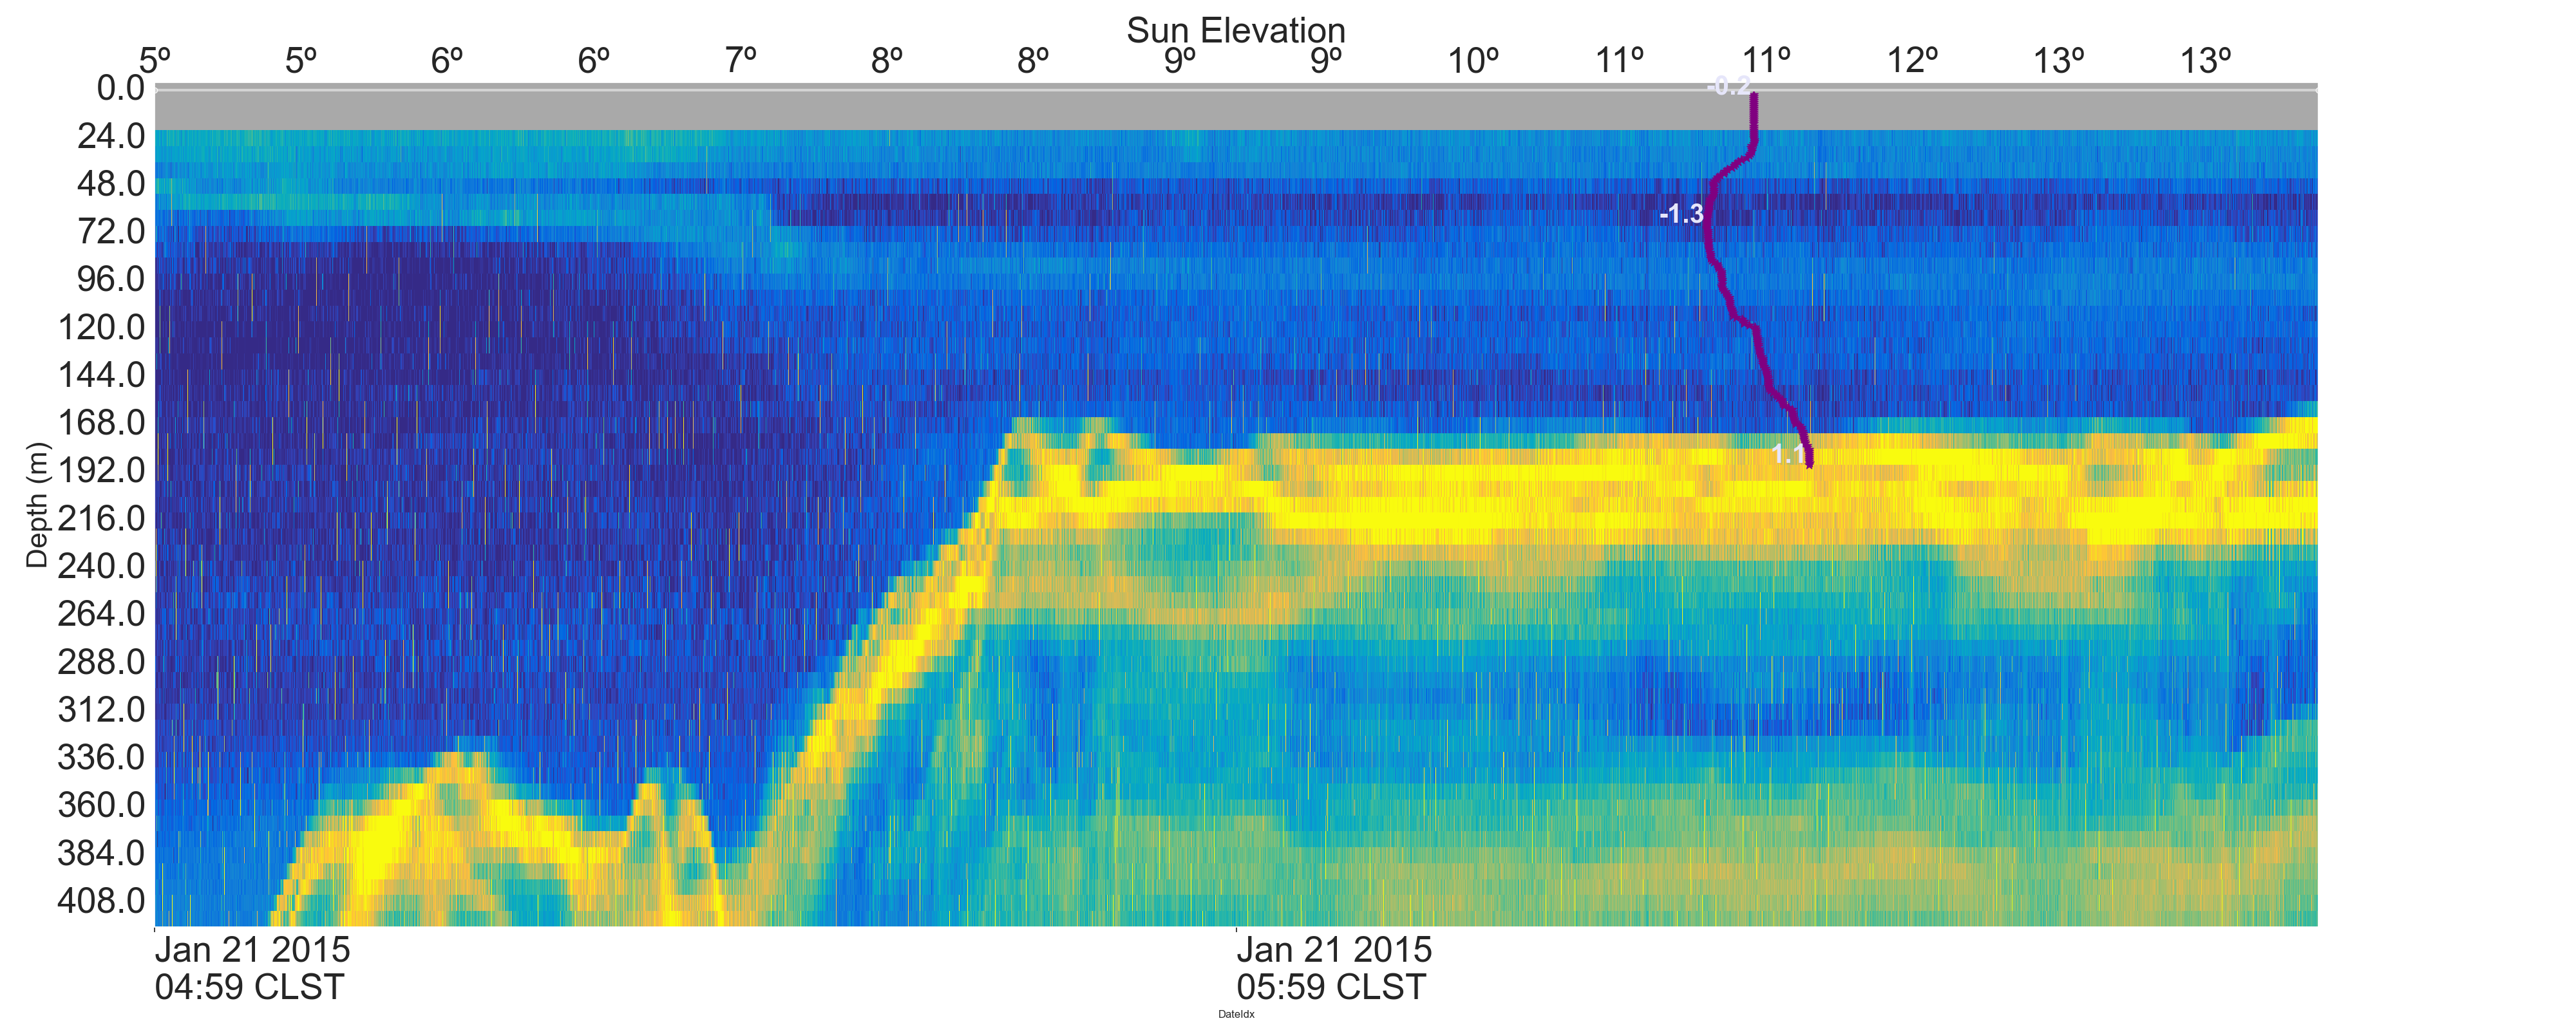 Sun Elevation
5º 5º 6º 6º 7º 8º 8º 9º 9º 10º 11º 11º 12º 13º 13º
0.0
-0.2
24.0
48.0
-1.3
72.0
96.0
120.0
144.0
168.0
1.1
192.0
216.0
240.0
264.0
288.0
312.0
336.0
360.0
384.0
408.0
Depth (m)
Jan 21 2015
04:59 CLST
Jan 21 2015
05:59 CLST
DateIdx